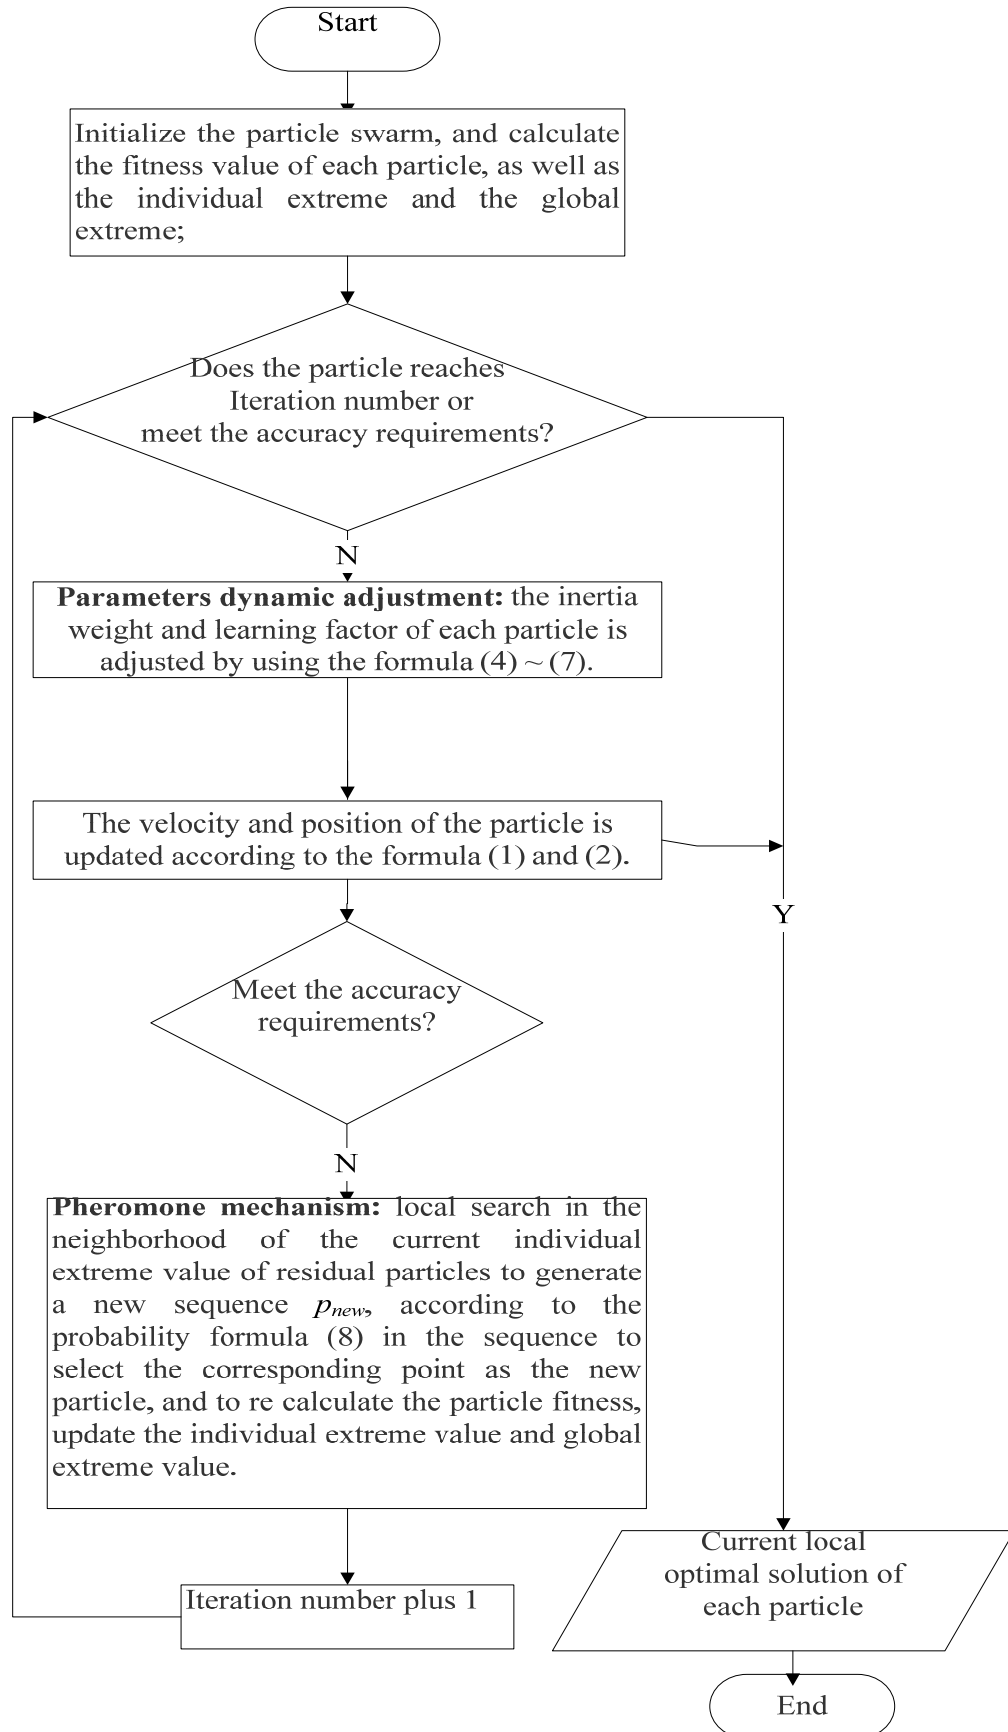 Start
Initialize the particle swarm, and calculate
the fitness value of each particle, as well as
the individual extreme and the global
extreme;
Does the particle reaches
Iteration number or
meet the accuracy requirements?
N
Parameters dynamic adjustment: the inertia
weight and learning factor of each particle is
adjusted by using the formula (4) ~ (7).
The velocity and position of the particle is
updated according to the formula (1) and (2).
Y
Meet the accuracy
requirements?
N
Pheromone mechanism: local search in the
neighborhood of the current individual
extreme value of residual particles to generate
a new sequence pnew, according to the
probability formula (8) in the sequence to
select the corresponding point as the new
particle, and to re calculate the particle fitness,
update the individual extreme value and global
extreme value.
Iteration number plus 1
Current local
optimal solution of
each particle
End